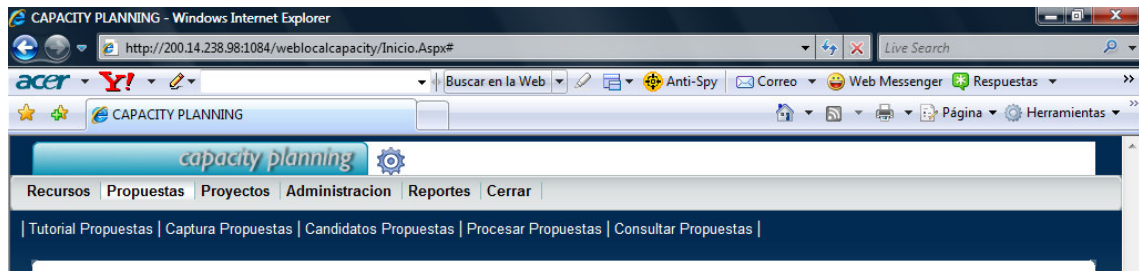 CAPACITY PLANNING - Windows Internet Explorer
http://200.14.238.98:1084/weblocalcapacity/Inicio.Aspx#
Live Search
acer Y! Buscar en la Web Anti-Spy Correo Web Messenger Respuestas »
CAPACITY PLANNING Página Herramientas »
capacity planning
Recursos Propuestas Proyectos Administracion Reportes Cerrar
| Tutorial Propuestas | Captura Propuestas | Candidatos Propuestas | Procesar Propuestas | Consultar Propuestas |